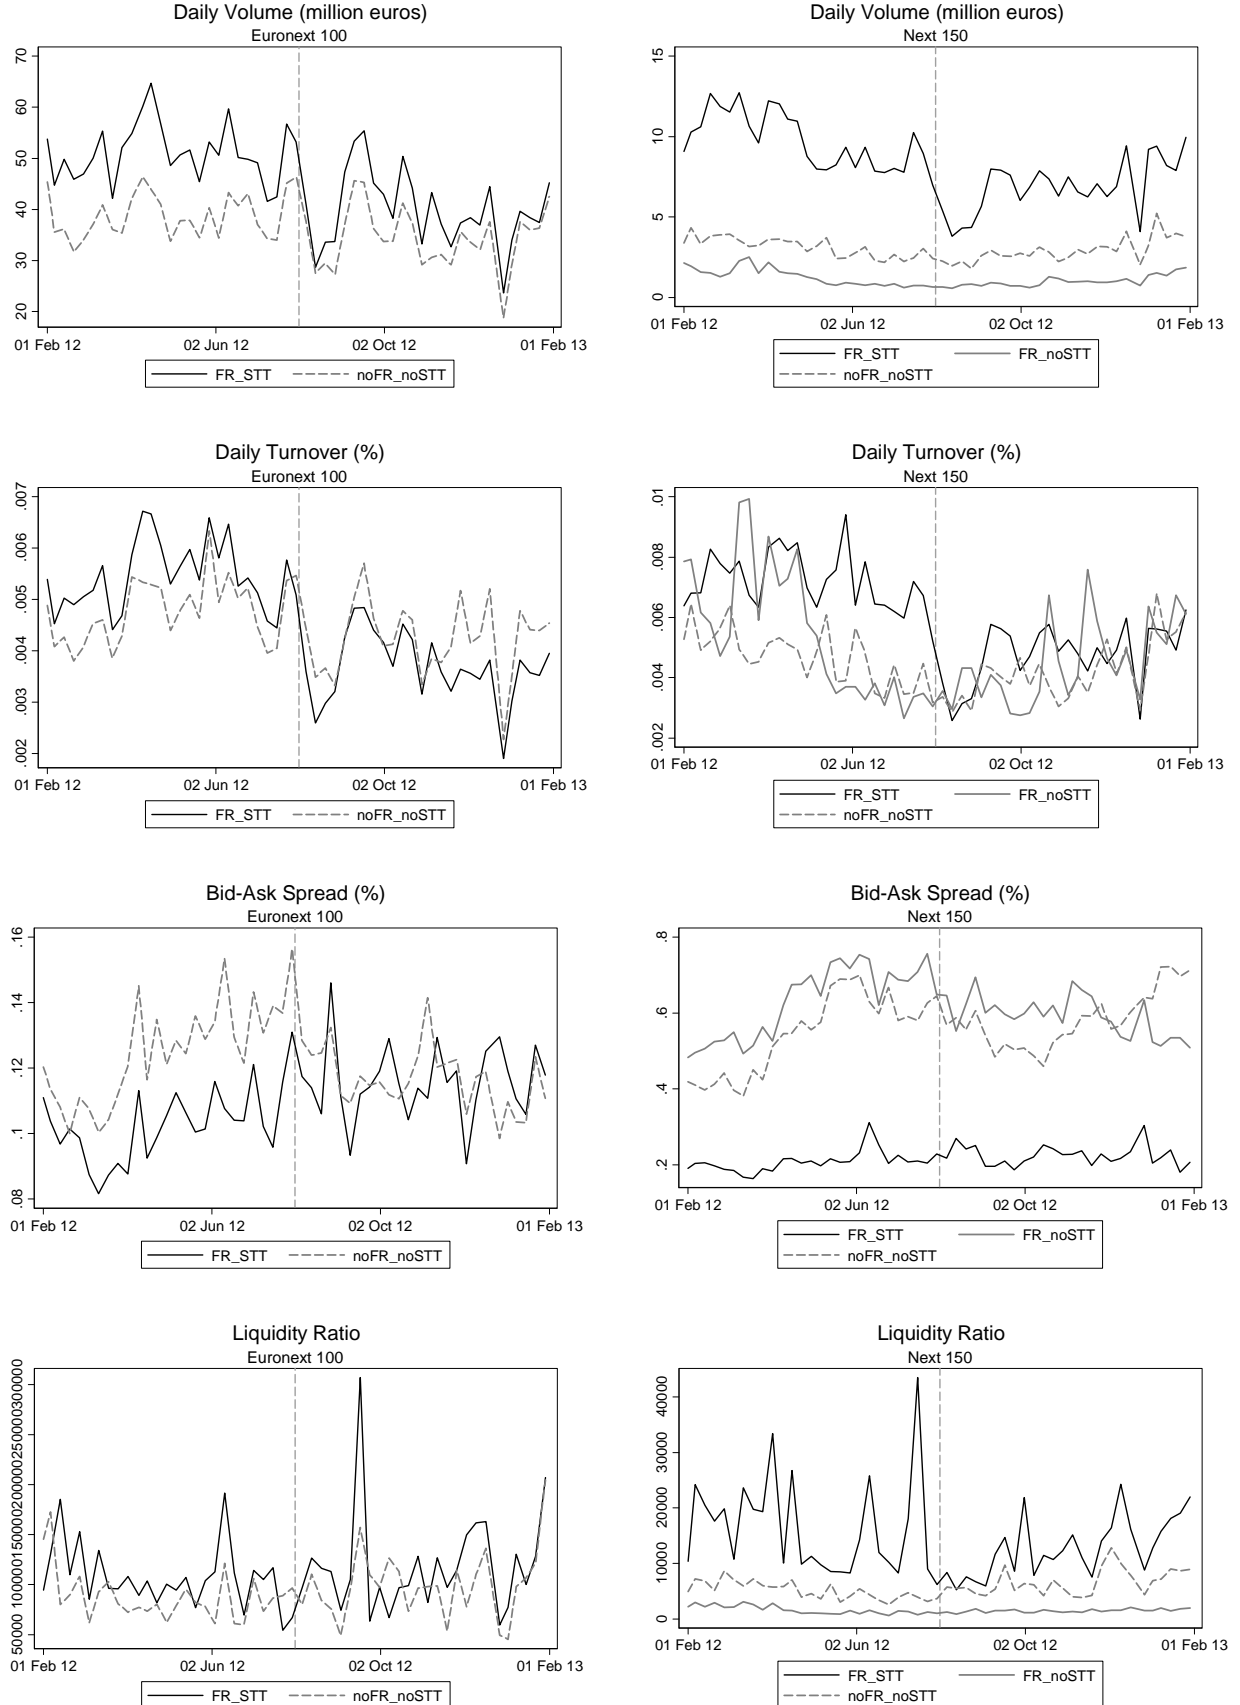 Daily Volume (million euros)
Euronext 100
70
60
50
40
30
20
01 Feb 12 02 Jun 12 02 Oct 12 01 Feb 13
FR_STT noFR_noSTT
Daily Volume (million euros)
Next 150
15
10
5
0
01 Feb 12 02 Jun 12 02 Oct 12 01 Feb 13
FR_STT FR_noSTT
noFR_noSTT
Daily Turnover (%)
Euronext 100
.007
.006
.005
.004
.003
.002
01 Feb 12 02 Jun 12 02 Oct 12 01 Feb 13
FR_STT noFR_noSTT
Daily Turnover (%)
Next 150
.01
.008
.006
.004
.002
01 Feb 12 02 Jun 12 02 Oct 12 01 Feb 13
FR_STT FR_noSTT
noFR_noSTT
Bid-Ask Spread (%)
Euronext 100
.16
.14
.12
.1
.08
01 Feb 12 02 Jun 12 02 Oct 12 01 Feb 13
FR_STT noFR_noSTT
Bid-Ask Spread (%)
Next 150
.8
.6
.4
.2
01 Feb 12 02 Jun 12 02 Oct 12 01 Feb 13
FR_STT FR_noSTT
noFR_noSTT
Liquidity Ratio
Euronext 100
300000
250000
200000
150000
100000
50000
01 Feb 12 02 Jun 12 02 Oct 12 01 Feb 13
FR_STT noFR_noSTT
Liquidity Ratio
Next 150
40000
30000
20000
10000
0
01 Feb 12 02 Jun 12 02 Oct 12 01 Feb 13
FR_STT FR_noSTT
noFR_noSTT